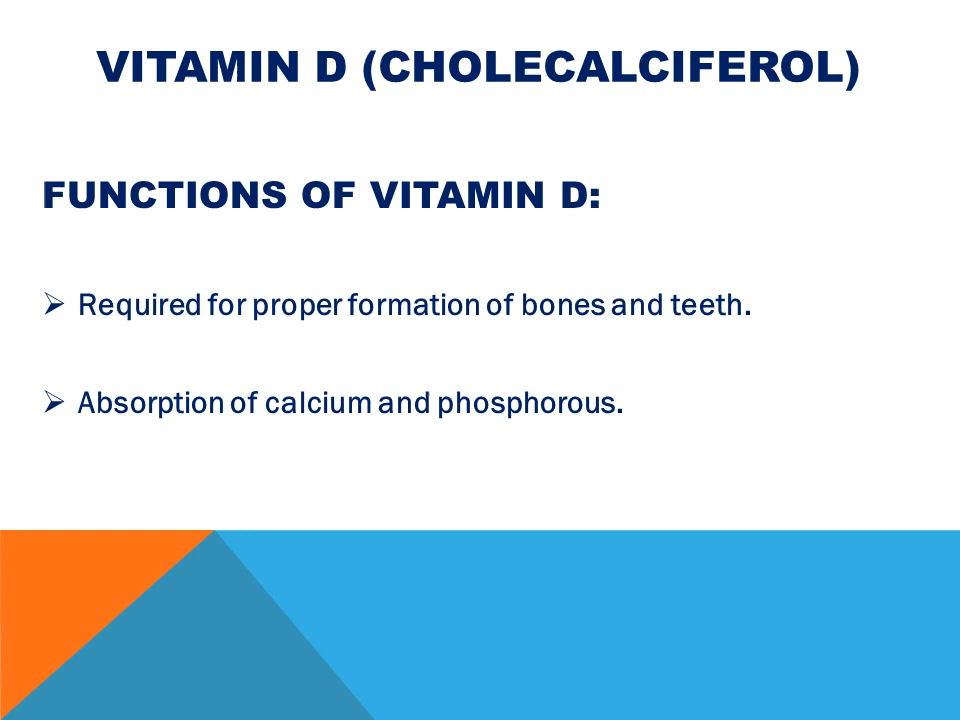 VITAMIN D (CHOLECALCIFEROL)
FUNCTIONS OF VITAMIN D:
➢ Required for proper formation of bones and teeth.
➢ Absorption of calcium and phosphorous.